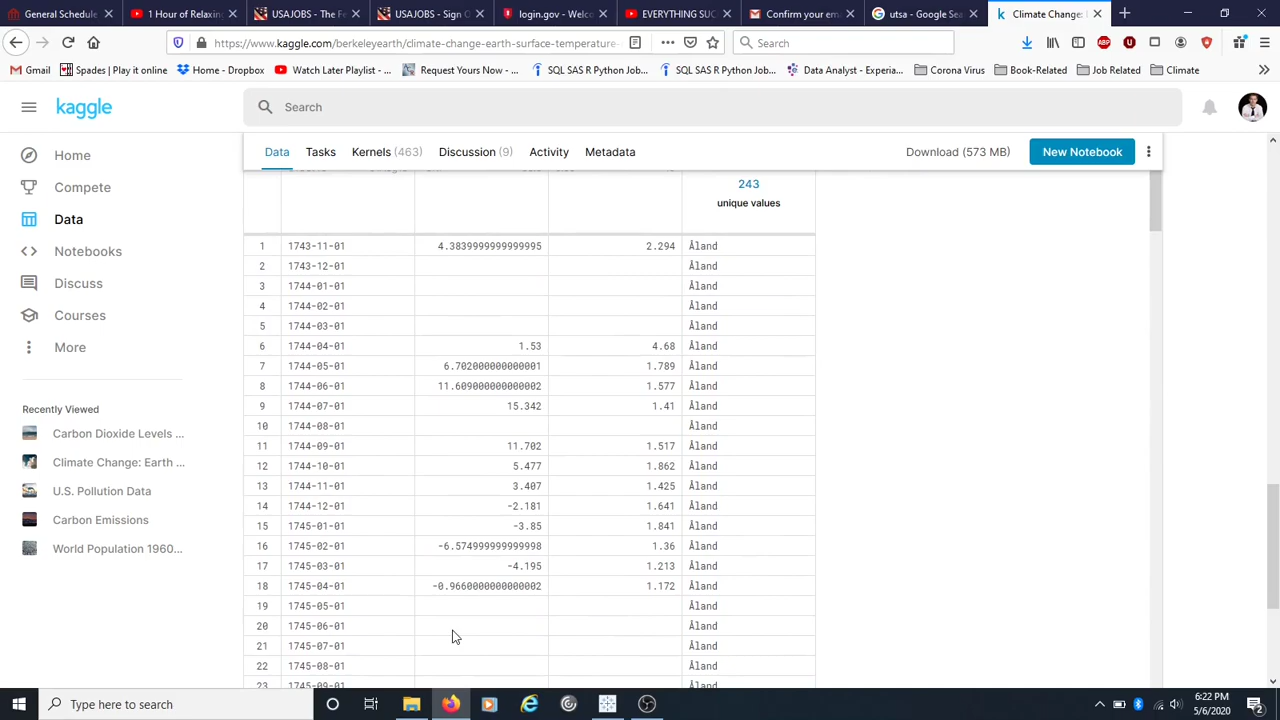 General Schedule
1 Hour of Relaxing
USAJOBS - The Fe
USAJOBS - Sign O
login.gov - Welco
EVERYTHING SUC
Confirm your ema
utsa - Google Sea
Climate Change:
https://www.kaggle.com/berkeleyearth/climate-change-earth-surface-temperature-
Search
Gmail
Spades | Play it online
Home - Dropbox
Watch Later Playlist -...
Request Yours Now -...
SQL SAS R Python Job...
SQL SAS R Python Job...
Data Analyst - Experia...
Corona Virus
Book-Related
Job Related
Climate
kaggle
Search
Home
Compete
Data
Notebooks
Discuss
Courses
More
Recently Viewed
Carbon Dioxide Levels ...
Climate Change: Earth ...
U.S. Pollution Data
Carbon Emissions
World Population 1960...
Data Tasks Kernels (463) Discussion (9) Activity Metadata Download (573 MB) New Notebook
243
unique values
1 1743-11-01 4.3839999999999995 2.294 Åland
2 1743-12-01 Åland
3 1744-01-01 Åland
4 1744-02-01 Åland
5 1744-03-01 Åland
6 1744-04-01 1.53 4.68 Åland
7 1744-05-01 6.702000000000001 1.789 Åland
8 1744-06-01 11.609000000000002 1.577 Åland
9 1744-07-01 15.342 1.41 Åland
10 1744-08-01 Åland
11 1744-09-01 11.702 1.517 Åland
12 1744-10-01 5.477 1.862 Åland
13 1744-11-01 3.407 1.425 Åland
14 1744-12-01 -2.181 1.641 Åland
15 1745-01-01 -3.85 1.841 Åland
16 1745-02-01 -6.574999999999998 1.36 Åland
17 1745-03-01 -4.195 1.213 Åland
18 1745-04-01 -0.9660000000000002 1.172 Åland
19 1745-05-01 Åland
20 1745-06-01 Åland
21 1745-07-01 Åland
22 1745-08-01 Åland
23 1745-09-01 Åland
Type here to search
6:22 PM
5/6/2020
2